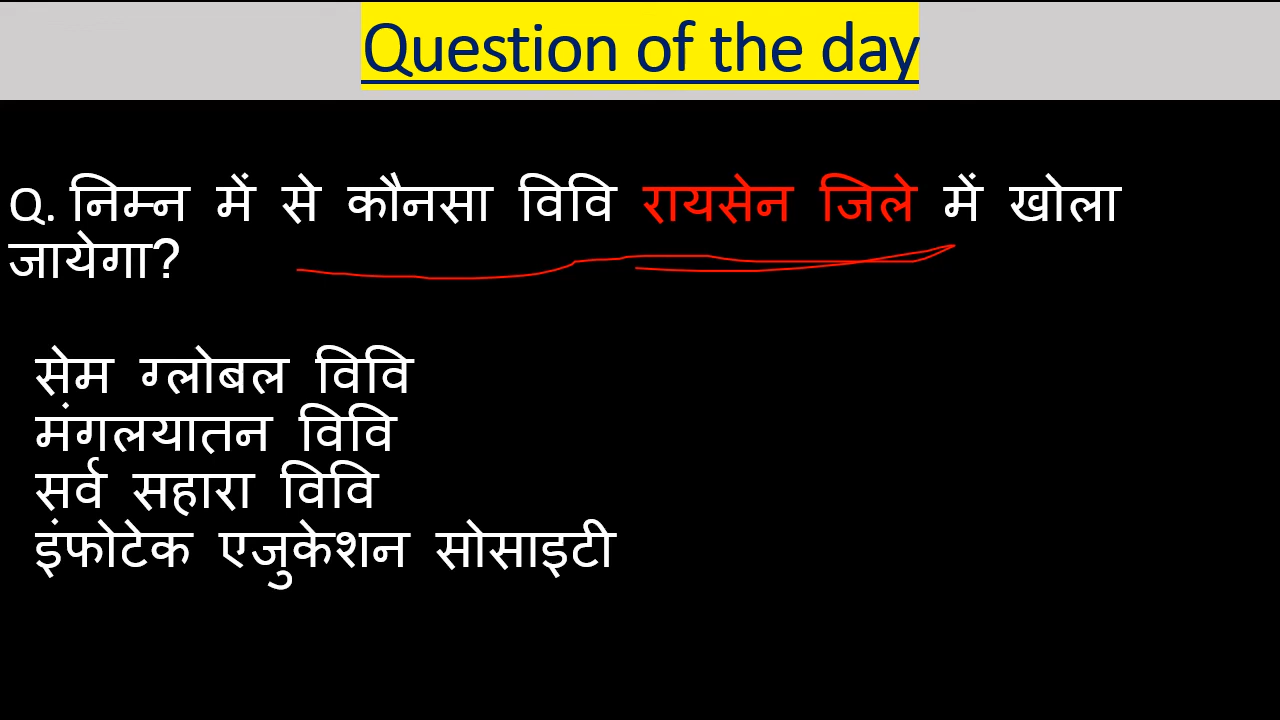 Question of the day
Q. निम्न में से कौनसा विवि रायसेन जिले में खोला
जायेगा?
सेम ग्लोबल विवि
मंगलयातन विवि
सर्व सहारा विवि
इंफोटेक एजुकेशन सोसाइटी